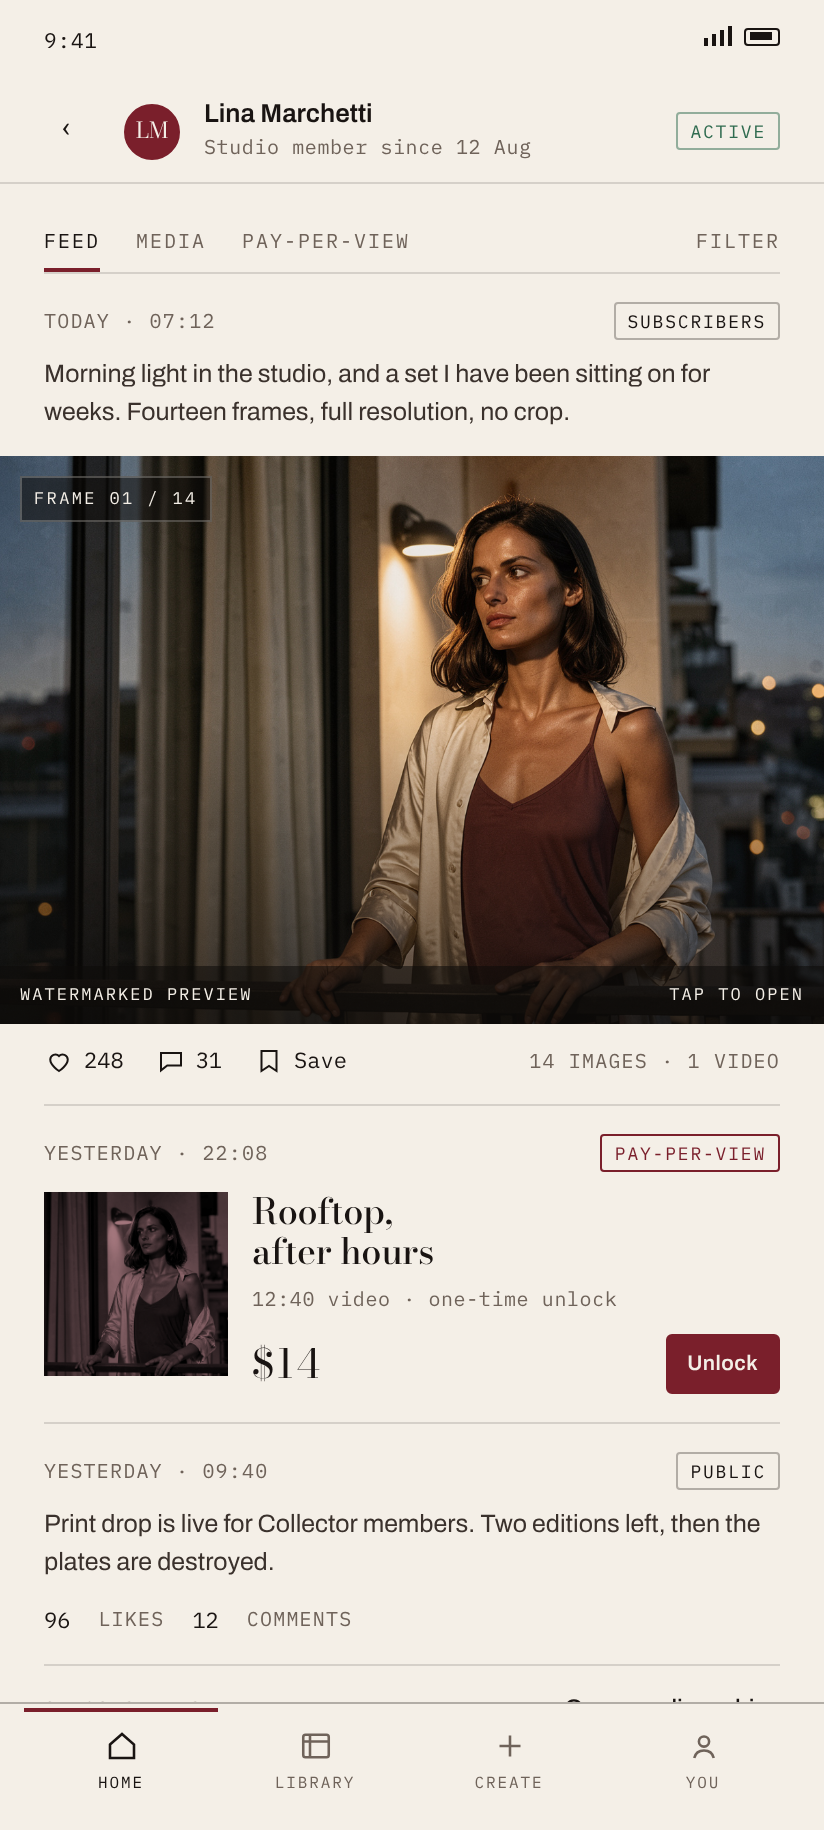 9:41
‹
LM
Lina Marchetti
Studio member since 12 Aug
ACTIVE
FEED MEDIA PAY-PER-VIEW FILTER
TODAY · 07:12 SUBSCRIBERS
Morning light in the studio, and a set I have been sitting on for
weeks. Fourteen frames, full resolution, no crop.
FRAME 01 / 14
WATERMARKED PREVIEW TAP TO OPEN
248 31 Save 14 IMAGES · 1 VIDEO
YESTERDAY · 22:08 PAY-PER-VIEW
Rooftop,
after hours
12:40 video · one-time unlock
$14 Unlock
YESTERDAY · 09:40 PUBLIC
Print drop is live for Collector members. Two editions left, then the
plates are destroyed.
96 LIKES 12 COMMENTS
HOME LIBRARY CREATE YOU